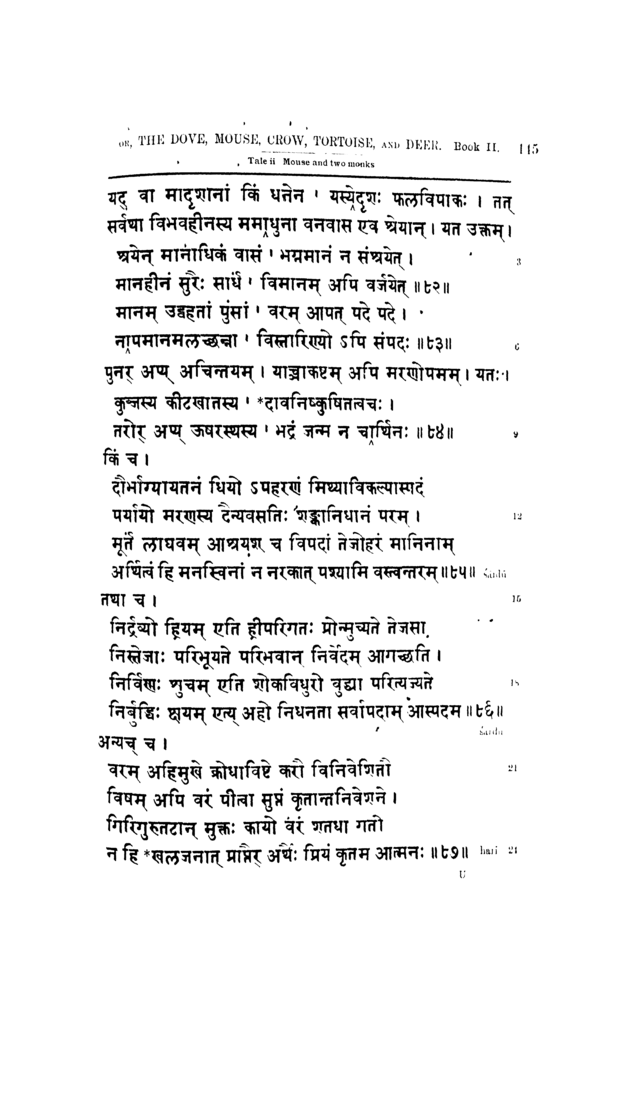 OR, THE DOVE, MOUSE, CROW, TORTOISE, AND DEER. Book II. 145
Tale ii Mouse and two monks
यदु वा मादृशानां किं धनेन ' यस्येदृशः फलविपाकः । तत्
सर्वथा विभवहीनस्य ममाधुना वनवास एव श्रेयान् । यत उक्तम् ।
श्रयेन् मानाधिकं वासं ' भग्नमानं न संश्रयेत् । 3
मानहीनं सुरैः सार्धं ' विमानम् अपि वर्जयेत् ॥८२॥
मानम् उद्वहतां पुंसां ' वरम् आपत् पदे पदे ।
नापमानमलच्छन्ना ' विस्तारिण्यो ऽपि संपदः ॥८३॥ 6
पुनर् अप्य् अचिन्तयम् । याच्ञाकष्टम् अपि मरणोपमम् । यतः ।
कुब्जस्य कीटखातस्य ' *दावनिष्कुषितत्वचः ।
तरोर् अप्य् ऊषरस्थस्य ' भद्रं जन्म न चार्थिनः ॥८४॥ 9
किं च ।
दौर्भाग्यायतनं धियो ऽपहरणं मिथ्याविकल्पास्पदं
पर्यायो मरणस्य दैन्यवसतिः शङ्कानिधानं परम् । 12
मूर्तं लाघवम् आश्रयश् च विपदां तेजोहरं मानिनाम्
अर्थित्वं हि मनस्विनां न नरकात् पश्यामि वस्त्वन्तरम् ॥८५॥ śārdū
तथा च । 15
निर्द्रव्यो ह्रियम् एति ह्रीपरिगतः प्रोन्मुच्यते तेजसा
निस्तेजाः परिभूयते परिभवान् निर्वेदम् आगच्छति ।
निर्विणः शुचम् एति शोकविधुरो बुद्ध्या परित्यज्यते 18
निर्बुद्धिः क्षयम् एत्य् अहो निधनता सर्वापदाम् आस्पदम ॥८६॥
śārdū
अन्यच् च ।
वरम् अहिमुखे क्रोधाविष्टे करौ विनिवेशितौ 21
विषम् अपि वरं पीत्वा सुप्तं कृतान्तनिवेशने ।
गिरिगुरुतटान् मुक्तः कायो वरं शतधा गतो
न हि *खलजनात् प्राप्तैर् अर्थैः प्रियं कृतम आत्मनः ॥८७॥ hari 24
U